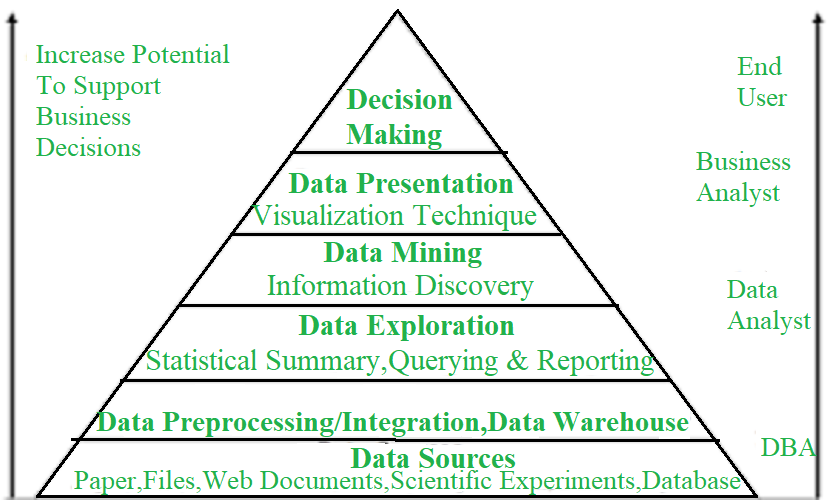 Increase Potential
To Support
Business
Decisions
End
User
Decision
Making
Business
Analyst
Data Presentation
Visualization Technique
Data Mining
Information Discovery
Data
Analyst
Data Exploration
Statistical Summary,Querying & Reporting
Data Preprocessing/Integration,Data Warehouse
DBA
Data Sources
Paper,Files,Web Documents,Scientific Experiments,Database